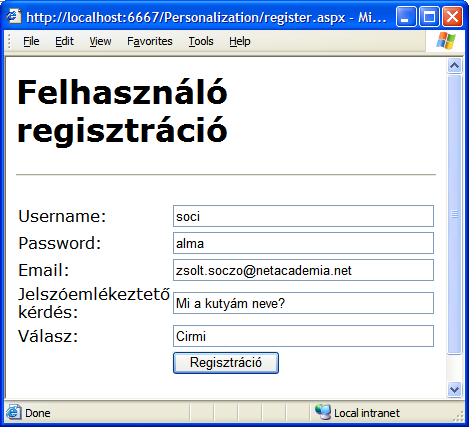 http://localhost:6667/Personalization/register.aspx - Mi...
File Edit View Favorites Tools Help
Felhasználó
regisztráció
Username: soci
Password: alma
Email: zsolt.soczo@netacademia.net
Jelszóemlékeztető
kérdés: Mi a kutyám neve?
Válasz: Cirmi
Regisztráció
Done Local intranet